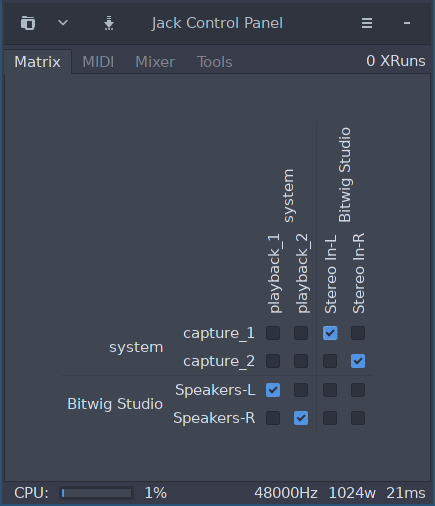 Jack Control Panel
Matrix MIDI Mixer Tools 0 XRuns
system
Bitwig Studio
playback_1
playback_2
Stereo In-L
Stereo In-R
system
capture_1
capture_2
Bitwig Studio
Speakers-L
Speakers-R
CPU: 1% 48000Hz 1024w 21ms